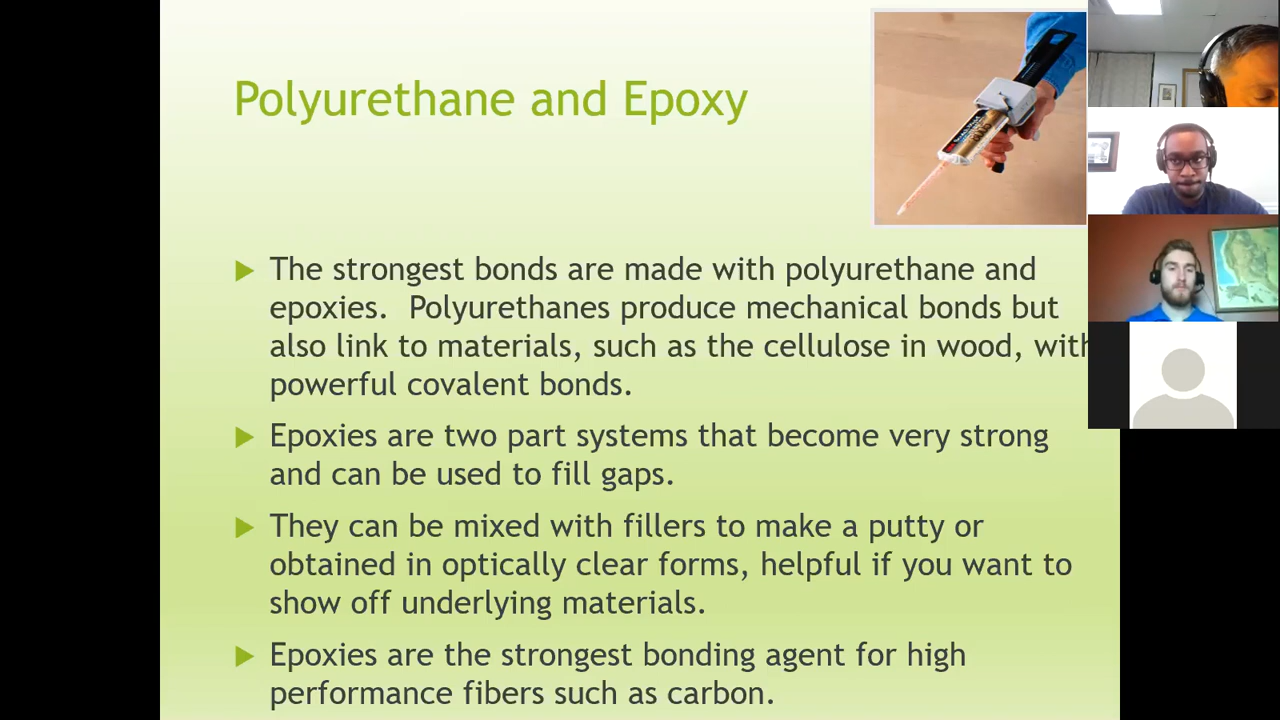 Polyurethane and Epoxy
The strongest bonds are made with polyurethane and
epoxies. Polyurethanes produce mechanical bonds but
also link to materials, such as the cellulose in wood, with
powerful covalent bonds.
Epoxies are two part systems that become very strong
and can be used to fill gaps.
They can be mixed with fillers to make a putty or
obtained in optically clear forms, helpful if you want to
show off underlying materials.
Epoxies are the strongest bonding agent for high
performance fibers such as carbon.